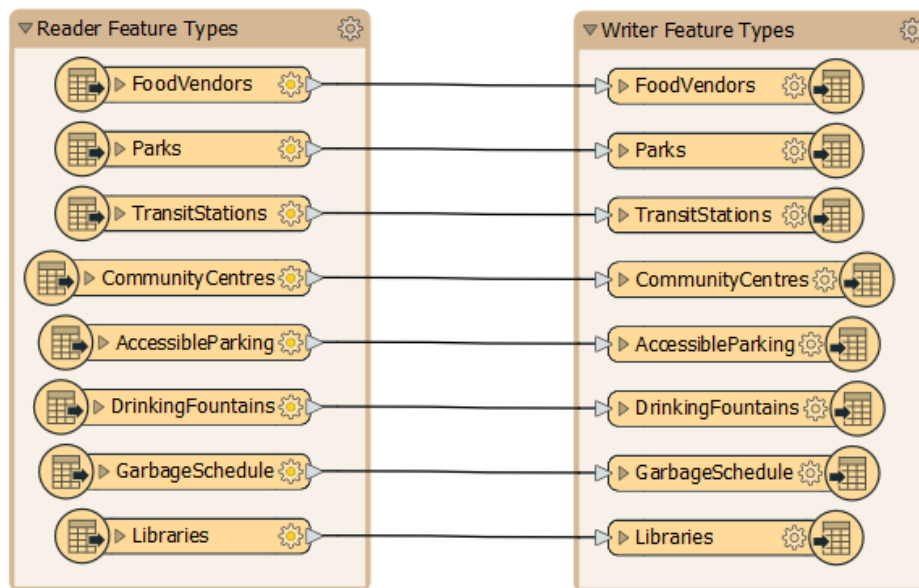 Reader Feature Types
FoodVendors
Parks
TransitStations
CommunityCentres
AccessibleParking
DrinkingFountains
GarbageSchedule
Libraries
Writer Feature Types
FoodVendors
Parks
TransitStations
CommunityCentres
AccessibleParking
DrinkingFountains
GarbageSchedule
Libraries